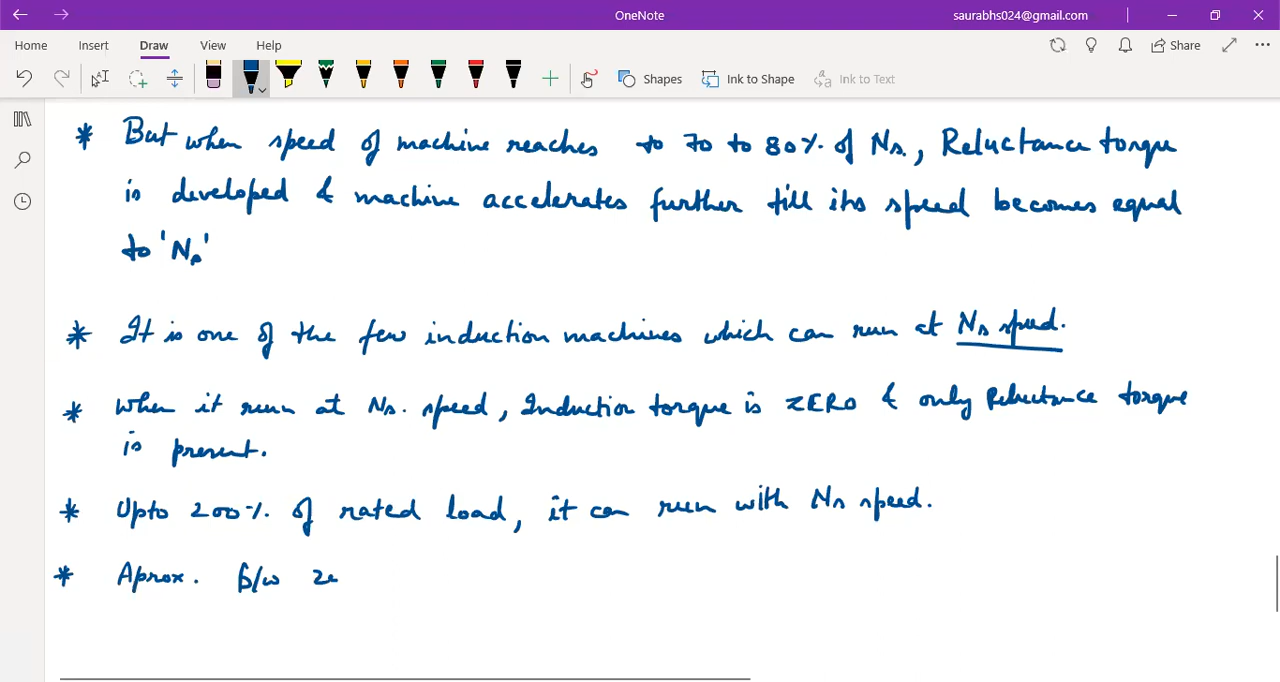 OneNote
saurabhs024@gmail.com
Home Insert Draw View Help
Share
Shapes Ink to Shape Ink to Text
* But when speed of machine reaches to 70 to 80% of Ns, Reluctance torque
is developed & machine accelerates further till its speed becomes equal
to 'Ns'
* It is one of the few induction machines which can run at Ns speed.
* When it run at Ns. speed, Induction torque is ZERO & only Reluctance torque
is present.
* Upto 200% of rated load, it can run with Ns speed.
* Aprox. b/w